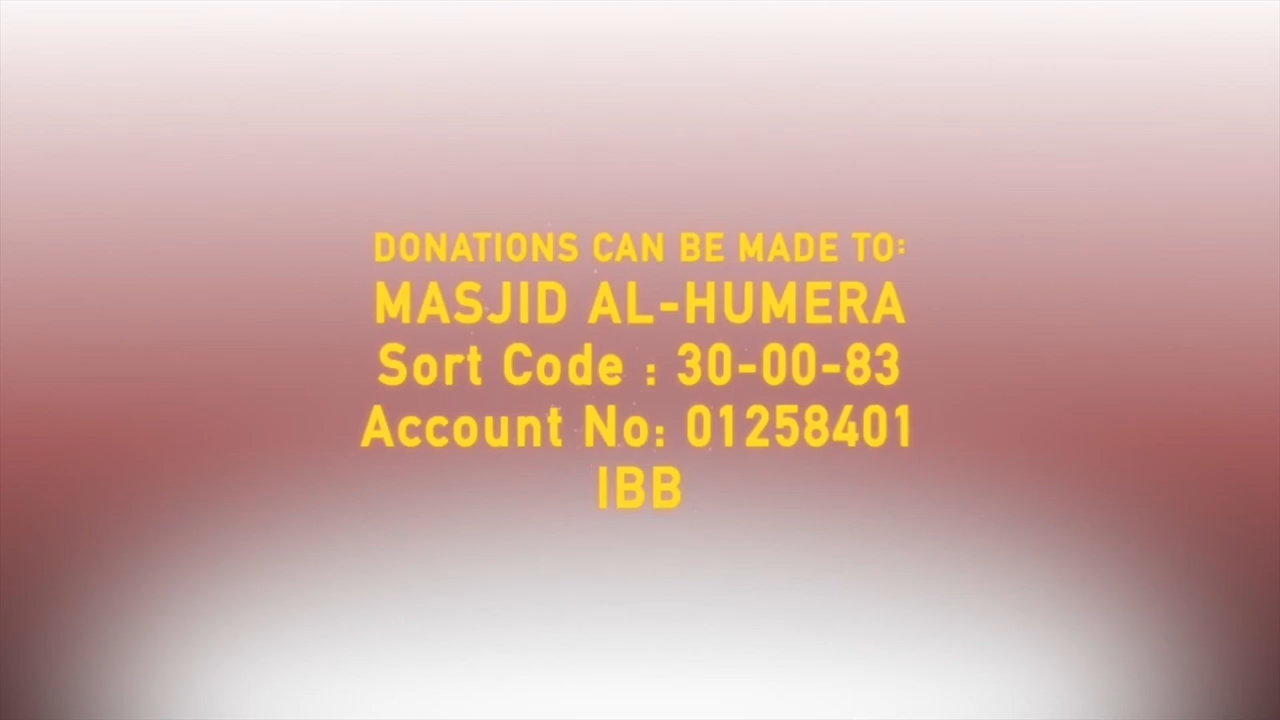 DONATIONS CAN BE MADE TO:
MASJID AL-HUMERA
Sort Code : 30-00-83
Account No: 01258401
IBB